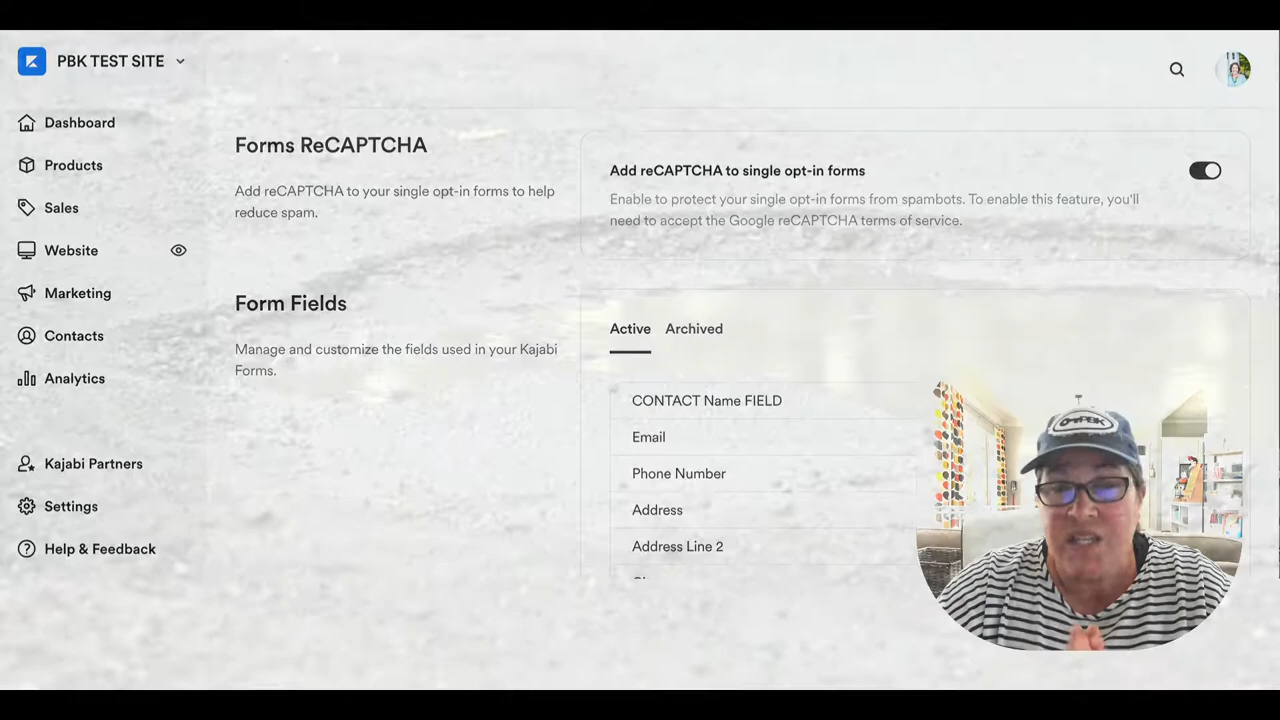 PBK TEST SITE
Dashboard
Products
Sales
Website
Marketing
Contacts
Analytics
Kajabi Partners
Settings
Help & Feedback
Forms ReCAPTCHA
Add reCAPTCHA to your single opt-in forms to help
reduce spam.
Add reCAPTCHA to single opt-in forms
Enable to protect your single opt-in forms from spambots. To enable this feature, you'll
need to accept the Google reCAPTCHA terms of service.
Form Fields
Manage and customize the fields used in your Kajabi
Forms.
Active Archived
CONTACT Name FIELD
Email
Phone Number
Address
Address Line 2